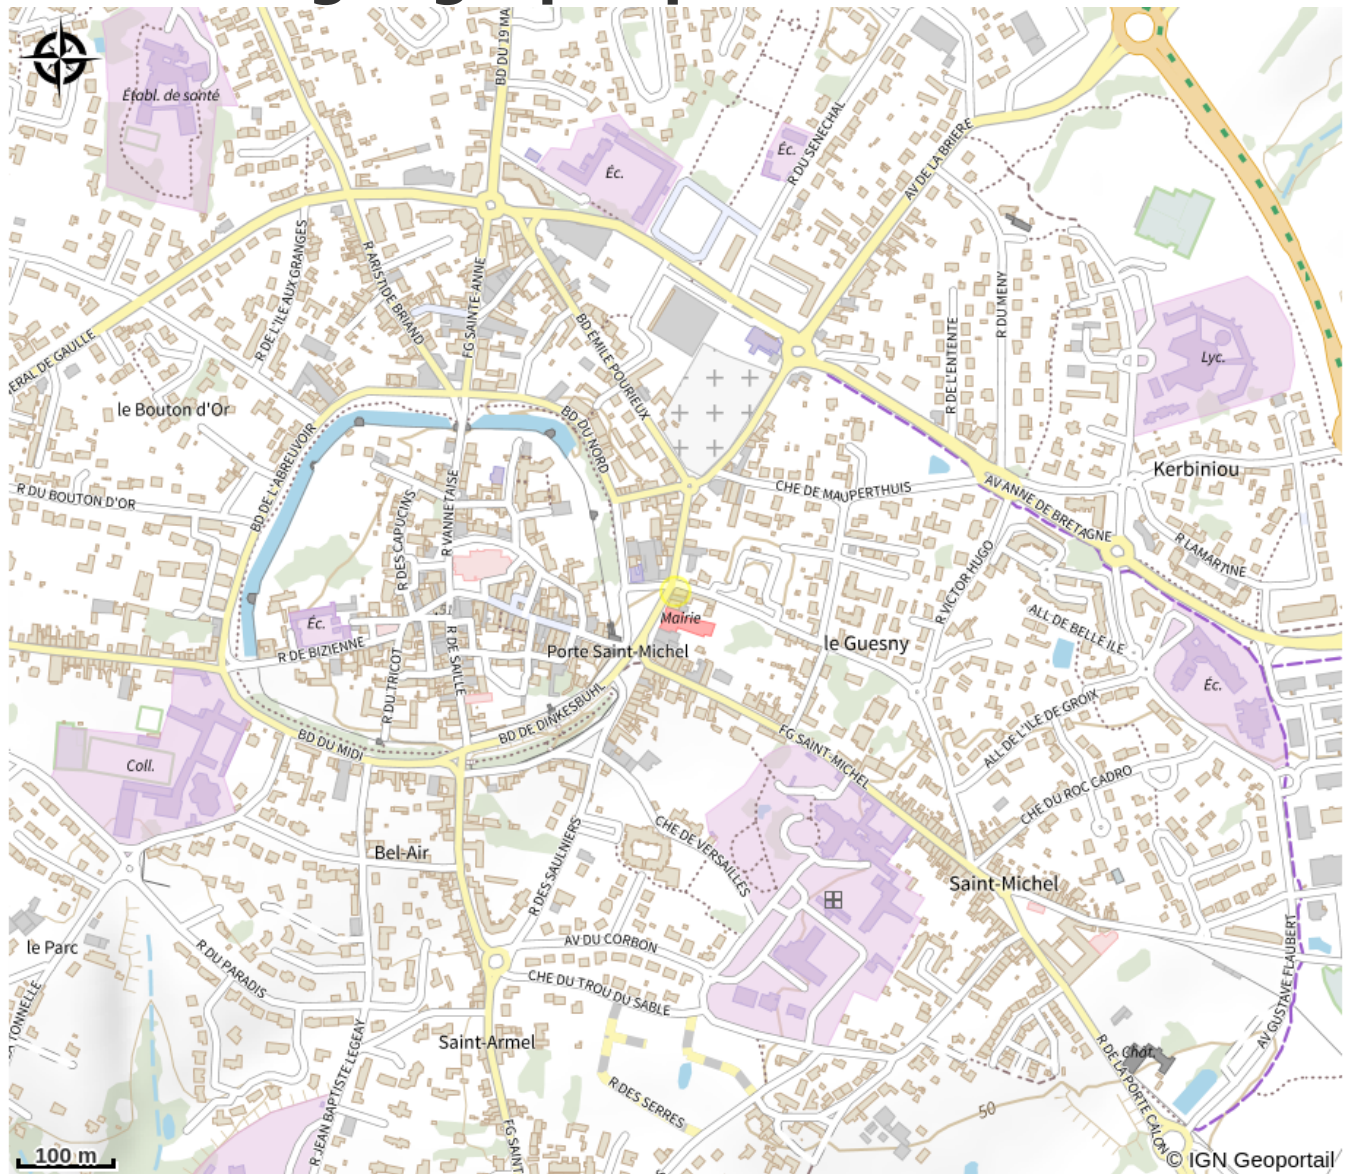 BD DU 19 MA
Établ. de santé
Éc.
Éc.
R DU SENECHAL
AV DE LA BRIERE
R DE L'ILE AUX GRANGES
R ARISTIDE BRIAND
FG SAINTE-ANNE
BD ÉMILE POURIEUX
R DU MENY
R DE L'ENTENTE
Lyc.
NERAL DE GAULLE
le Bouton d'Or
BD DU NORD
BD DE L'ABREUVOIR
Kerbiniou
R DU BOUTON D'OR
R DES CAPUCINS
R VANNETAISE
CHE DE MAUPERTHUIS
AV ANNE DE BRETAGNE
R LAMARTINE
R VICTOR HUGO
51
Éc.
Mairie
ALL DE BELLE ILE
R DE BIZIENNE
R DE SAILLE
Porte Saint-Michel
le Guesny
R DU TRICOT
Éc.
BD DE DINKESBUHL
BD DU MIDI
FG SAINT-MICHEL
ALL DE L'ILE DE GROIX
Coll.
CHE DU ROC CADRO
Bel-Air
R DES SAULNIERS
CHE DE VERSAILLES
Saint-Michel
le Parc
R DU PARADIS
AV DU CORBON
CHE DU TROU DU SABLE
AV GUSTAVE FLAUBERT
TONNELLE
Saint-Armel
R JEAN BAPTISTE LEGEAY
R DES SERRES
Chât.
R DE LA PORTE CALON
50
FG SAINT
100 m
© IGN Geoportail